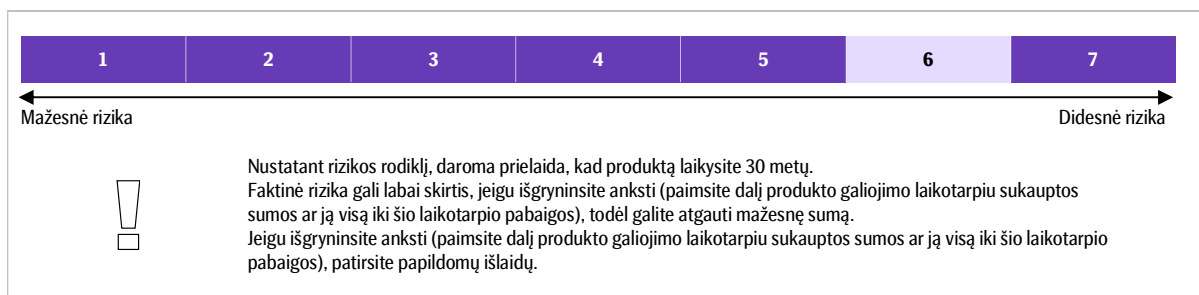 1 2 3 4 5 6 7
Mažesnė rizika Didesnė rizika
Nustatant rizikos rodiklį, daroma prielaida, kad produktą laikysite 30 metų.
Faktinė rizika gali labai skirtis, jeigu išgryninsite anksti (paimsite dalį produkto galiojimo laikotarpiu sukauptos
sumos ar ją visą iki šio laikotarpio pabaigos), todėl galite atgauti mažesnę sumą.
Jeigu išgryninsite anksti (paimsite dalį produkto galiojimo laikotarpiu sukauptos sumos ar ją visą iki šio laikotarpio
pabaigos), patirsite papildomų išlaidų.